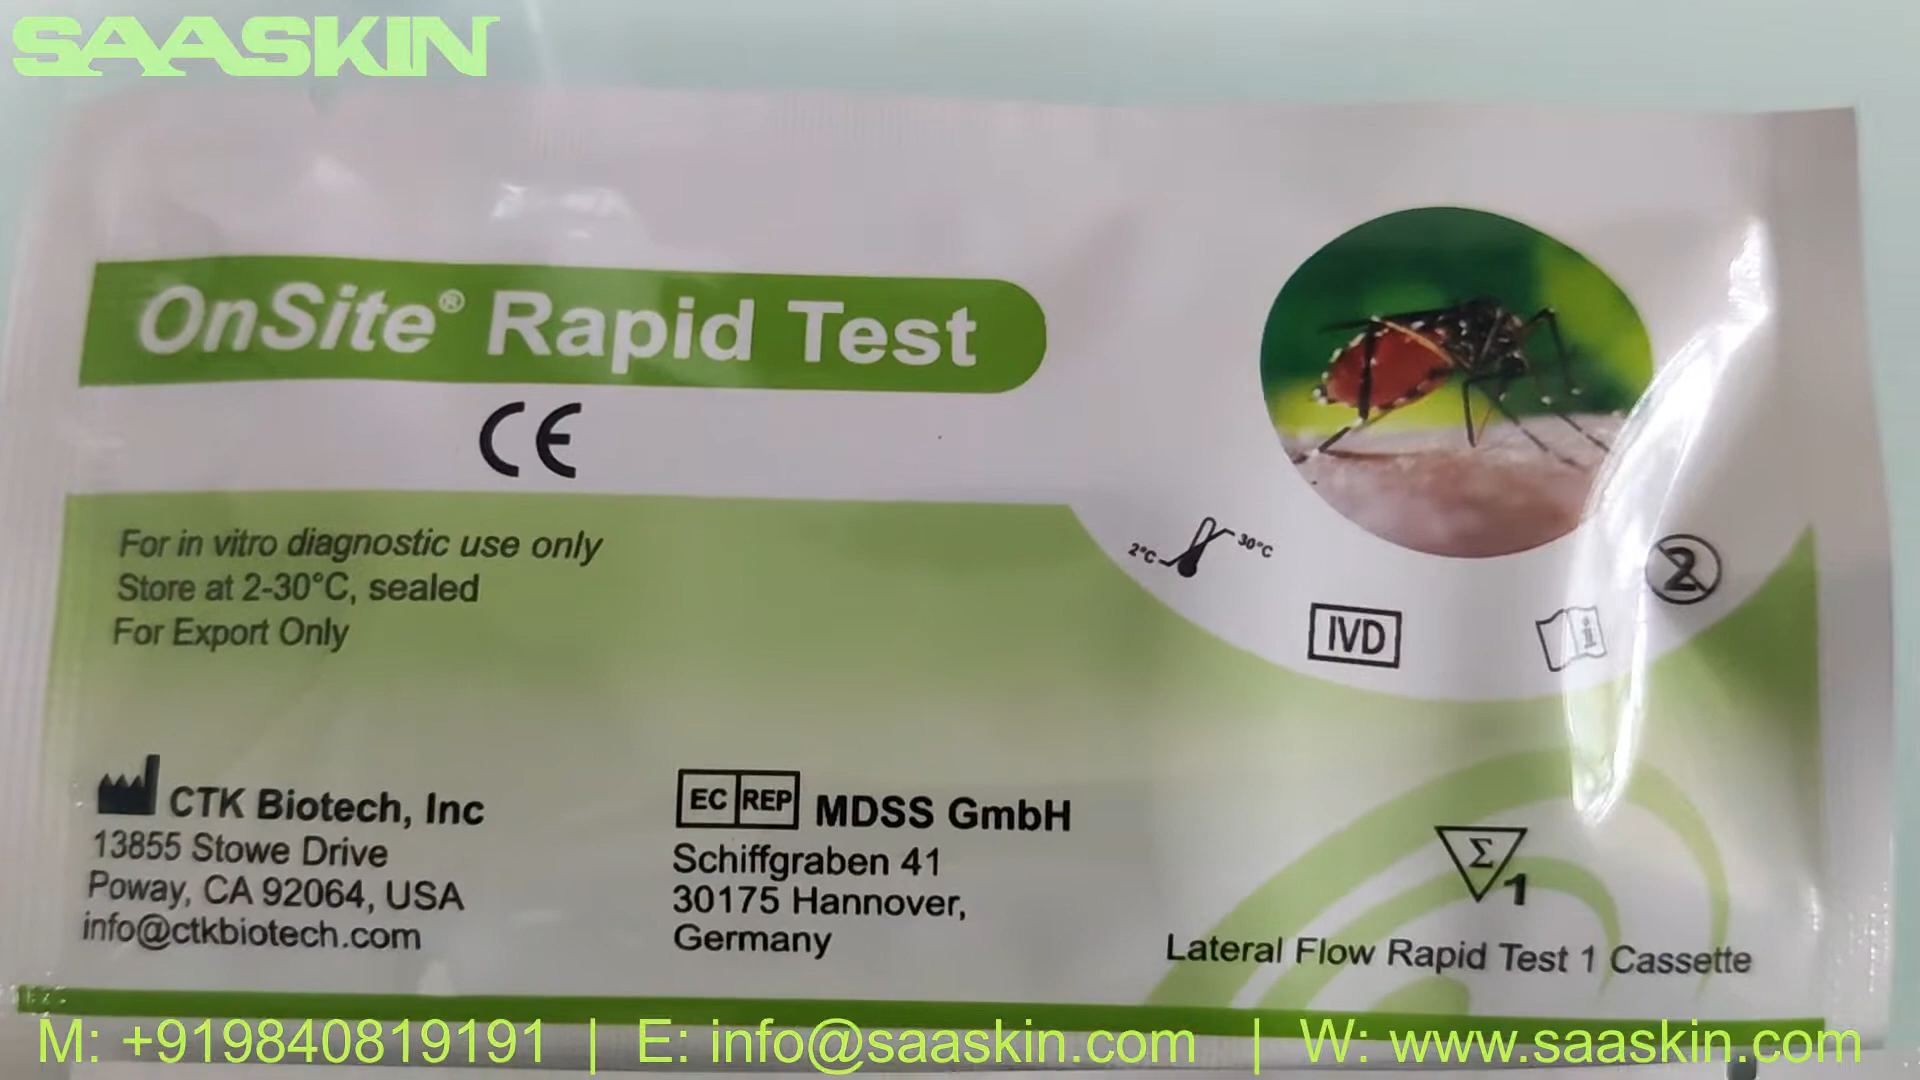 SAASKIN
OnSite® Rapid Test
CE
For in vitro diagnostic use only
Store at 2-30°C, sealed
For Export Only
2°C
30°C
IVD
i
2
CTK Biotech, Inc
13855 Stowe Drive
Poway, CA 92064, USA
info@ctkbiotech.com
EC REP MDSS GmbH
Schiffgraben 41
30175 Hannover,
Germany
Σ 1
Lateral Flow Rapid Test 1 Cassette
M: +919840819191 | E: info@saaskin.com | W: www.saaskin.com